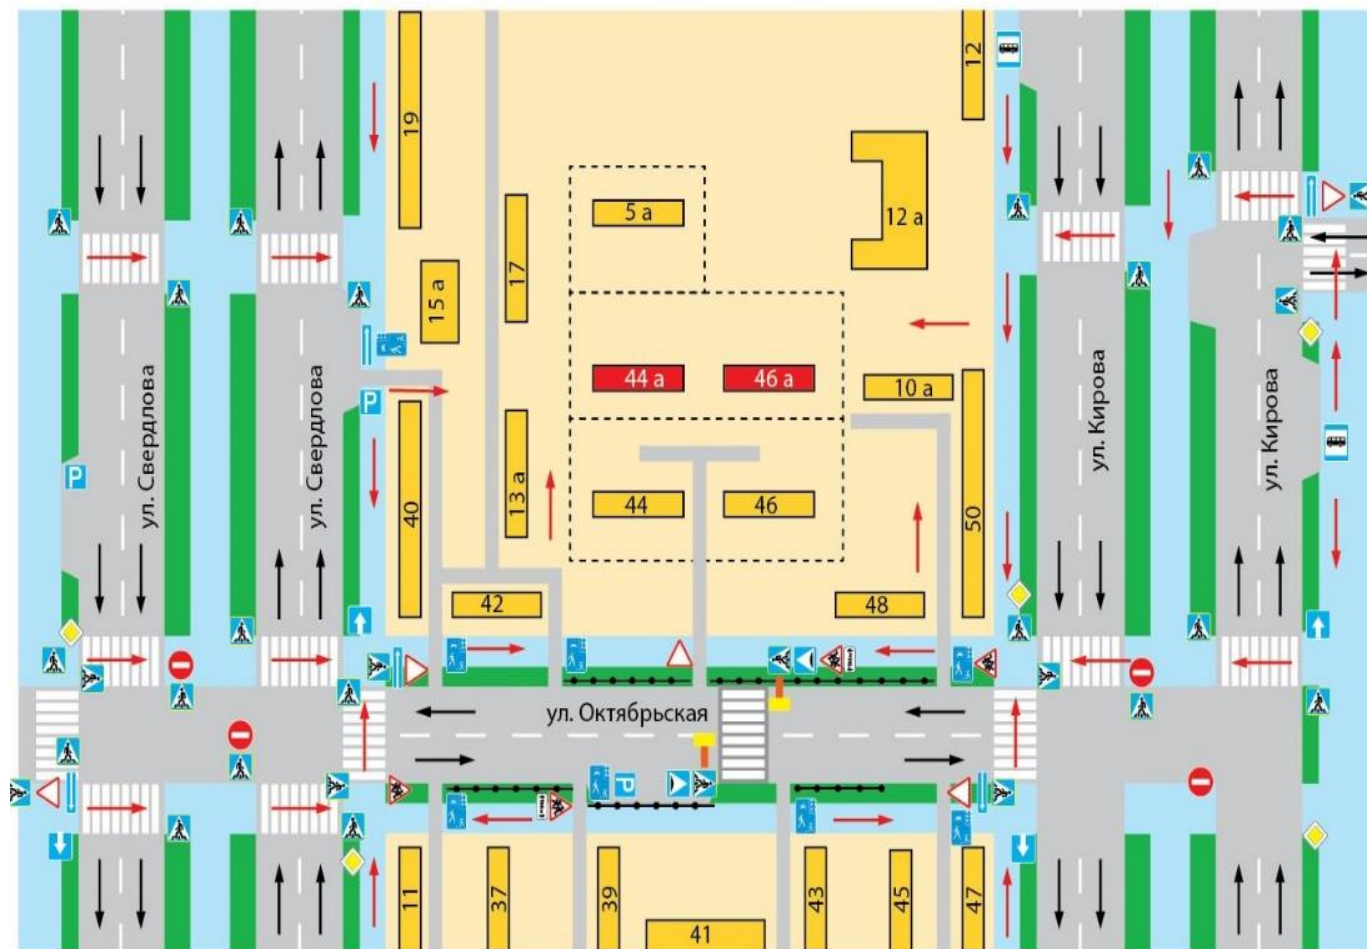 19
12
5 а
12 а
17
15 а
ул. Свердлова
ул. Свердлова
44 а
46 а
10 а
ул. Кирова
ул. Кирова
P
P
40
13 а
44
46
50
42
48
ул. Октябрьская
P
11
37
39
41
43
45
47